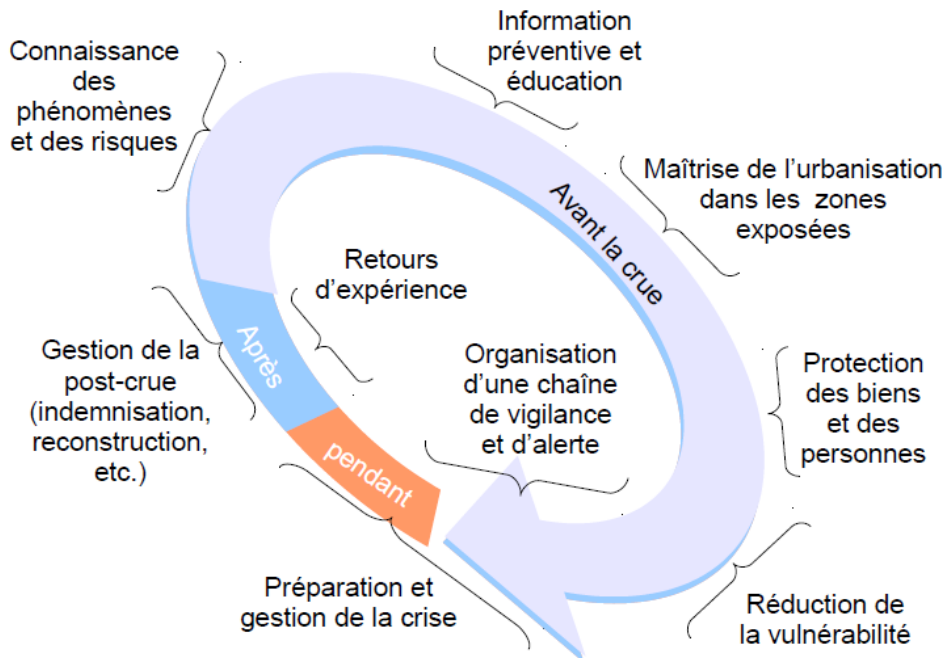 Connaissance
des
phénomènes
et des risques
Information
préventive et
éducation
Maîtrise de l’urbanisation
dans les zones
exposées
Avant la crue
Retours
d’expérience
Après
Gestion de la
post-crue
(indemnisation,
reconstruction,
etc.)
Organisation
d’une chaîne
de vigilance
et d’alerte
Protection
des biens
et des
personnes
pendant
Préparation et
gestion de la crise
Réduction de
la vulnérabilité